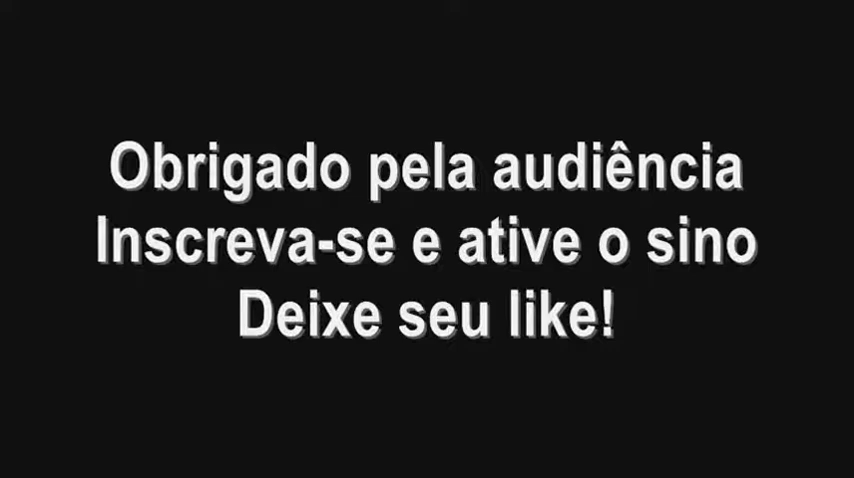 Obrigado pela audiência
Inscreva-se e ative o sino
Deixe seu like!